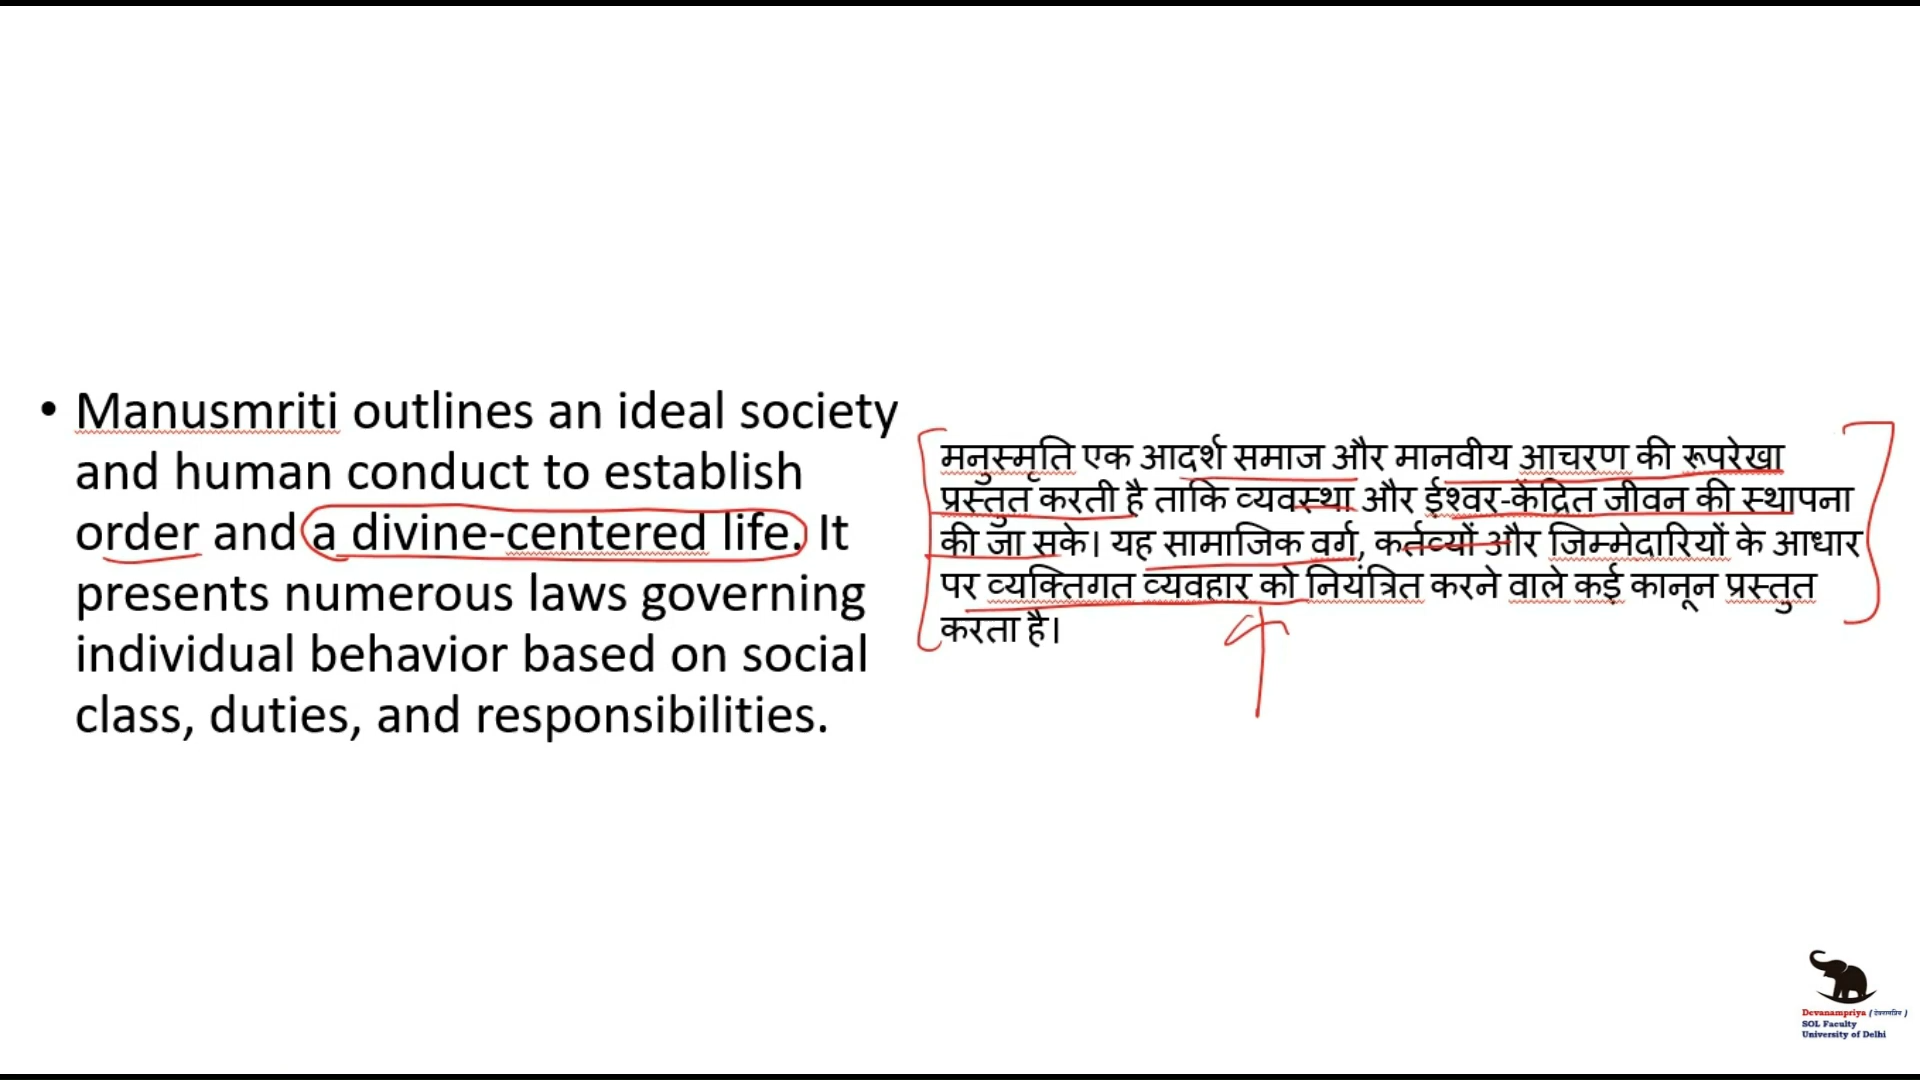 • Manusmriti outlines an ideal society
and human conduct to establish
order and a divine-centered life. It
presents numerous laws governing
individual behavior based on social
class, duties, and responsibilities.
मनुस्मृति एक आदर्श समाज और मानवीय आचरण की रूपरेखा
प्रस्तुत करती है ताकि व्यवस्था और ईश्वर-केंद्रित जीवन की स्थापना
की जा सके। यह सामाजिक वर्ग, कर्तव्यों और जिम्मेदारियों के आधार
पर व्यक्तिगत व्यवहार को नियंत्रित करने वाले कई कानून प्रस्तुत
करता है।
Devanampriya ( )
SOL Faculty
University of Delhi